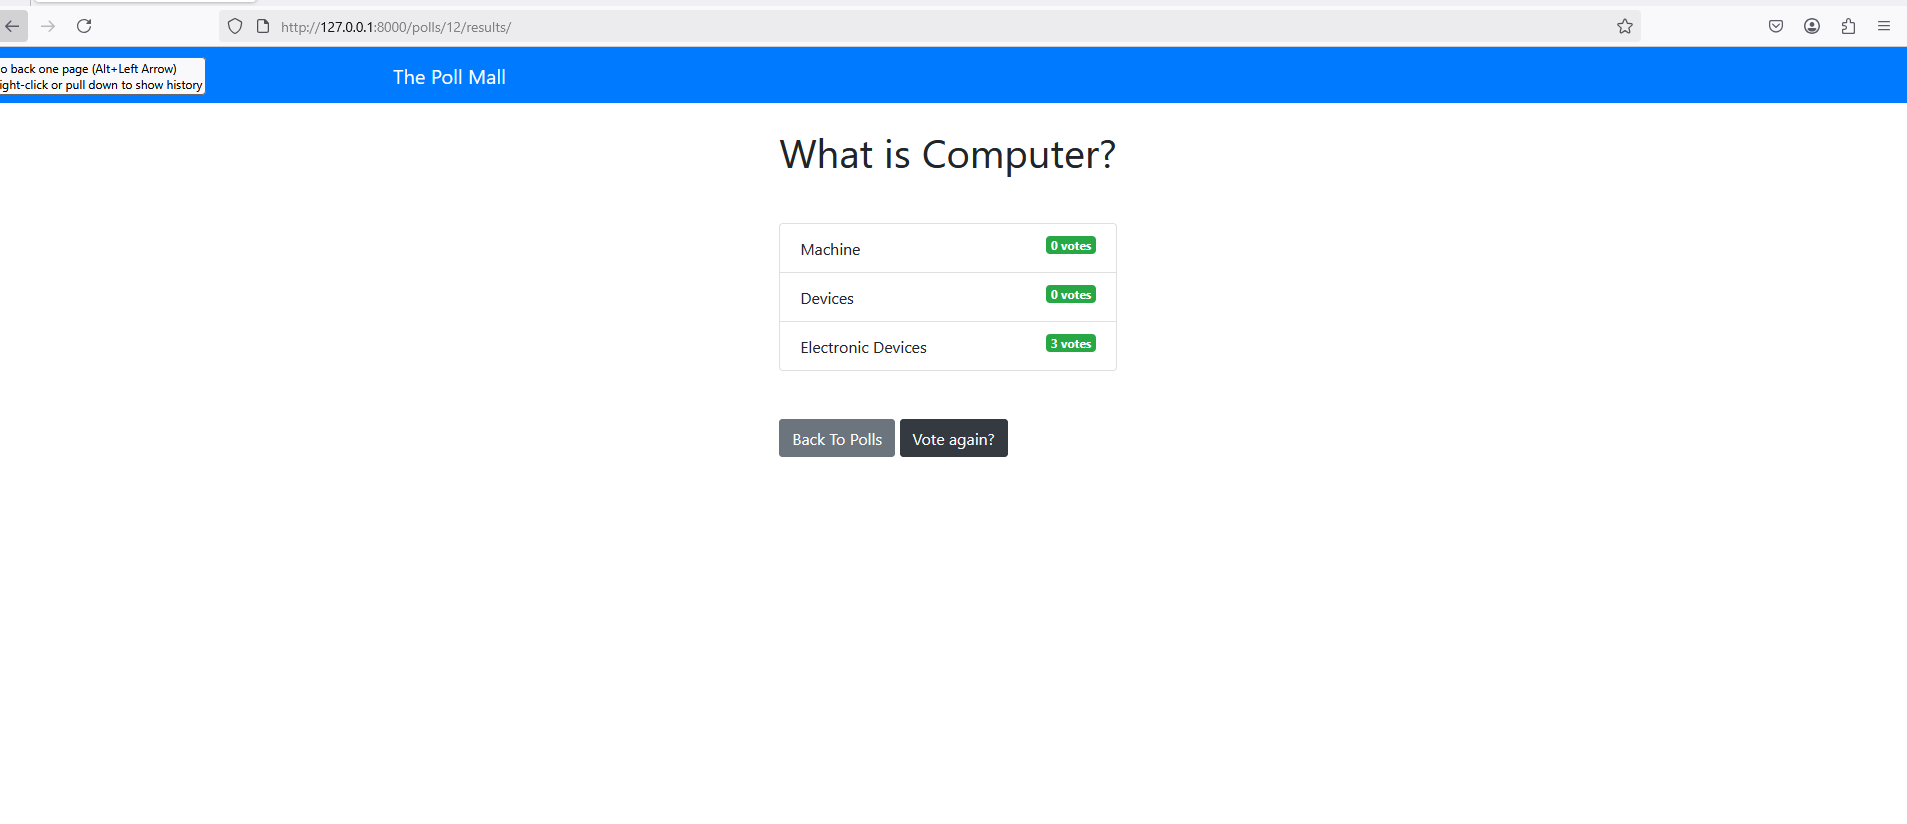 http://127.0.0.1:8000/polls/12/results/
o back one page (Alt+Left Arrow)
ight-click or pull down to show history
The Poll Mall
What is Computer?
Machine 0 votes
Devices 0 votes
Electronic Devices 3 votes
Back To Polls Vote again?